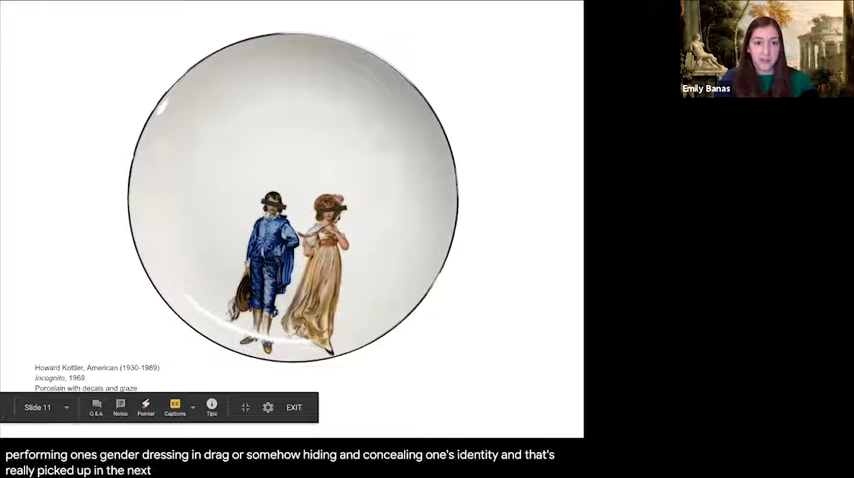 Emily Banas
Howard Kottler, American (1930-1989)
Incognito, 1969
Porcelain with decals and glaze
Slide 11
Q & A
Notes
Pointer
CC
Captions
Tips
EXIT
performing ones gender dressing in drag or somehow hiding and concealing one's identity and that's
really picked up in the next